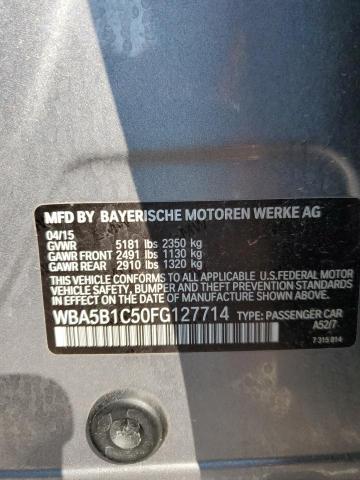 MFD BY BAYERISCHE MOTOREN WERKE AG
04/15
GVWR 5181 lbs 2350 kg
GAWR FRONT 2491 lbs 1130 kg
GAWR REAR 2910 lbs 1320 kg
THIS VEHICLE CONFORMS TO ALL APPLICABLE U.S.FEDERAL MOTOR
VEHICLE SAFETY, BUMPER, AND THEFT PREVENTION STANDARDS
IN EFFECT ON THE DATE OF MANUFACTURE SHOWN ABOVE.
WBA5B1C50FG127714 TYPE: PASSENGER CAR
A52/7
7 315 814